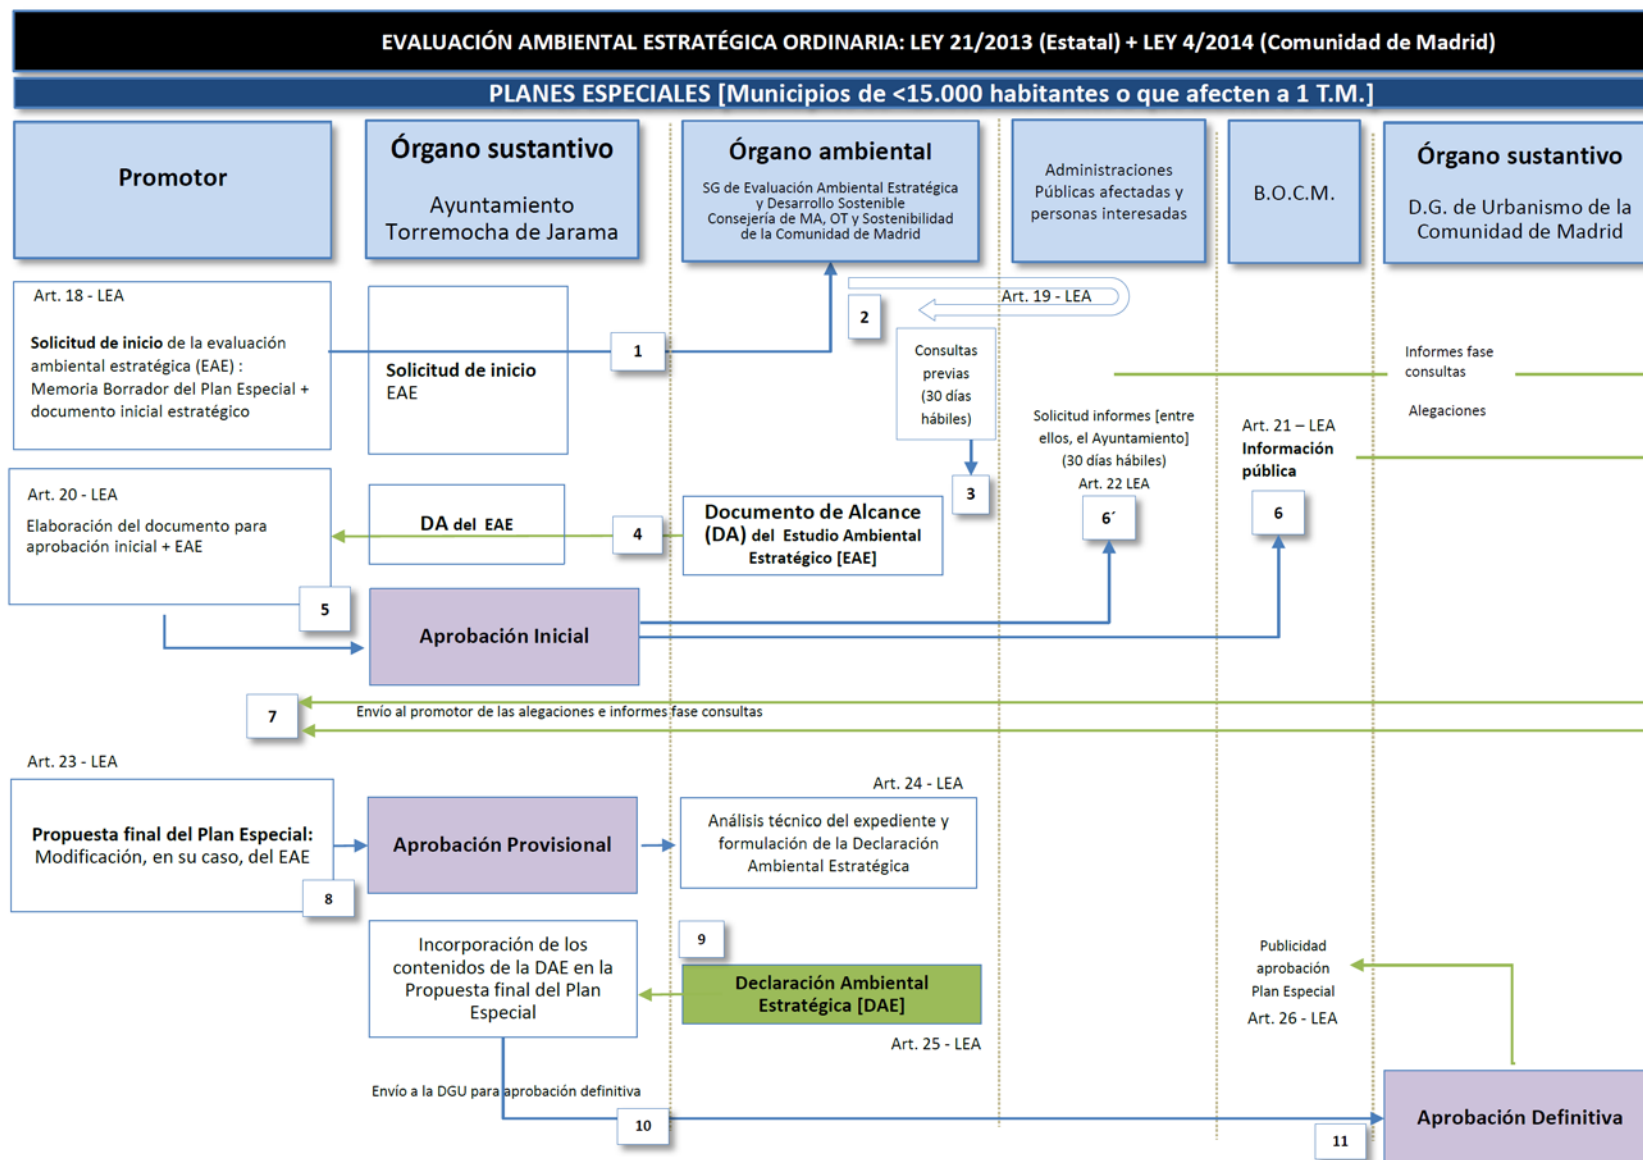 EVALUACIÓN AMBIENTAL ESTRATÉGICA ORDINARIA: LEY 21/2013 (Estatal) + LEY 4/2014 (Comunidad de Madrid)
PLANES ESPECIALES [Municipios de <15.000 habitantes o que afecten a 1 T.M.]
Promotor
Órgano sustantivo
Ayuntamiento
Torremocha de Jarama
Órgano ambiental
SG de Evaluación Ambiental Estratégica
y Desarrollo Sostenible
Consejería de MA, OT y Sostenibilidad
de la Comunidad de Madrid
Administraciones
Públicas afectadas y
personas interesadas
B.O.C.M.
Órgano sustantivo
D.G. de Urbanismo de la
Comunidad de Madrid
Art. 18 - LEA
Solicitud de inicio de la evaluación
ambiental estratégica (EAE) :
Memoria Borrador del Plan Especial +
documento inicial estratégico
Solicitud de inicio
EAE
1
2
Art. 19 - LEA
Consultas
previas
(30 días
hábiles)
3
Solicitud informes [entre
ellos, el Ayuntamiento]
(30 días hábiles)
Art. 22 LEA
6´
Art. 21 – LEA
Información
pública
6
Informes fase
consultas
Alegaciones
Art. 20 - LEA
Elaboración del documento para
aprobación inicial + EAE
5
DA del EAE
4
Documento de Alcance
(DA) del Estudio Ambiental
Estratégico [EAE]
Aprobación Inicial
7
Envío al promotor de las alegaciones e informes fase consultas
Art. 23 - LEA
Propuesta final del Plan Especial:
Modificación, en su caso, del EAE
8
Aprobación Provisional
Art. 24 - LEA
Análisis técnico del expediente y
formulación de la Declaración
Ambiental Estratégica
Incorporación de los
contenidos de la DAE en la
Propuesta final del Plan
Especial
9
Declaración Ambiental
Estratégica [DAE]
Art. 25 - LEA
Publicidad
aprobación
Plan Especial
Art. 26 - LEA
Envío a la DGU para aprobación definitiva
10
11
Aprobación Definitiva